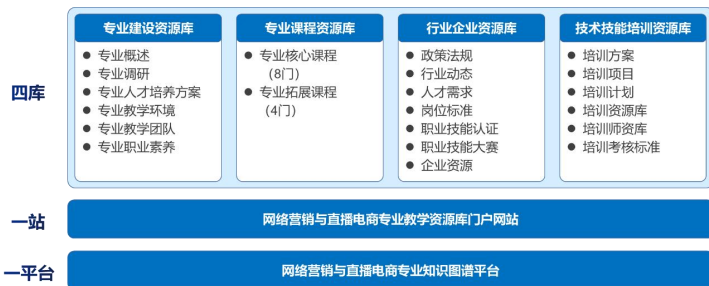 四库
专业建设资源库
● 专业概述
● 专业调研
● 专业人才培养方案
● 专业教学环境
● 专业教学团队
● 专业职业素养
专业课程资源库
● 专业核心课程
（8门）
● 专业拓展课程
（4门）
行业企业资源库
● 政策法规
● 行业动态
● 人才需求
● 岗位标准
● 职业技能认证
● 职业技能大赛
● 企业资源
技术技能培训资源库
● 培训方案
● 培训项目
● 培训计划
● 培训资源库
● 培训师资库
● 培训考核标准
一站
网络营销与直播电商专业教学资源库门户网站
一平台
网络营销与直播电商专业知识图谱平台